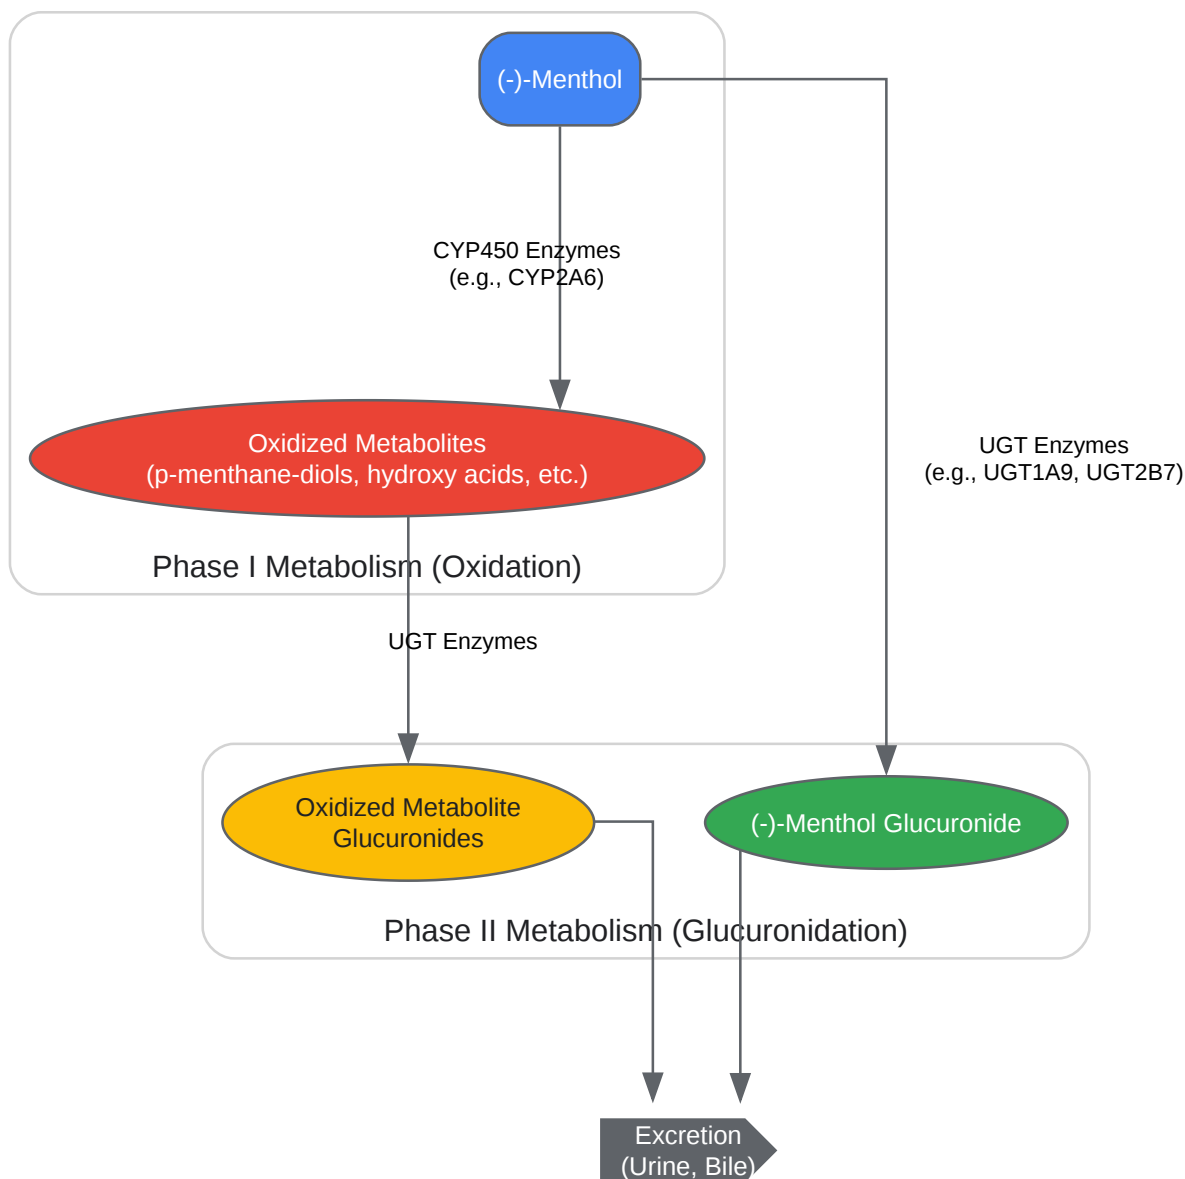 (-)-Menthol
CYP450 Enzymes
(e.g., CYP2A6)
Oxidized Metabolites
(p-menthane-diols, hydroxy acids, etc.)
UGT Enzymes
(e.g., UGT1A9, UGT2B7)
Phase I Metabolism (Oxidation)
UGT Enzymes
Oxidized Metabolite
Glucuronides
(-)-Menthol Glucuronide
Phase II Metabolism (Glucuronidation)
Excretion
(Urine, Bile)